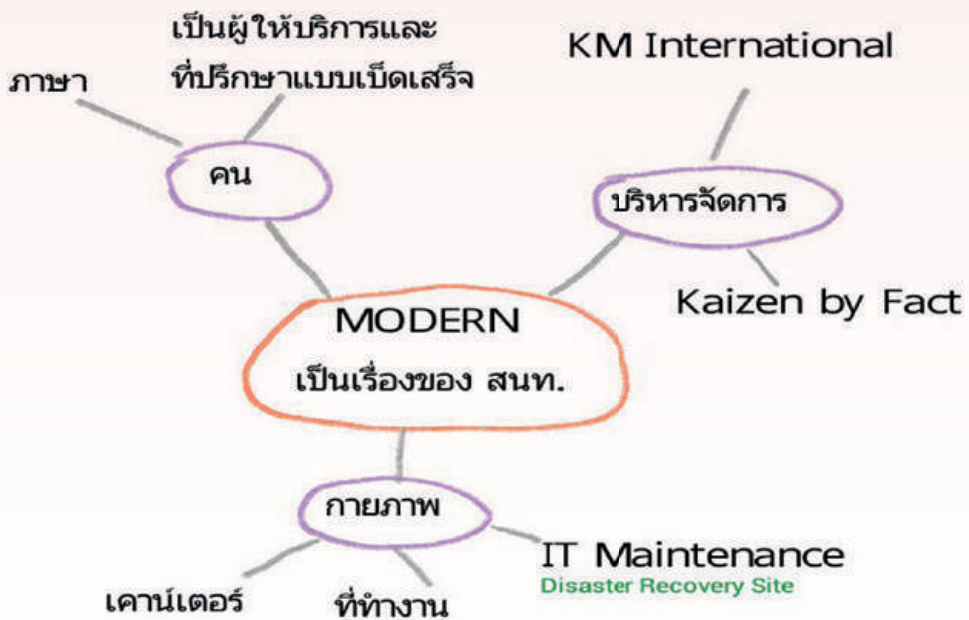 เป็นผู้ให้บริการและ
ที่ปรึกษาแบบเบ็ดเสร็จ
ภาษา
คน
KM International
บริหารจัดการ
Kaizen by Fact
MODERN
เป็นเรื่องของ สนท.
กายภาพ
เคาน์เตอร์
ที่ทำงาน
IT Maintenance
Disaster Recovery Site